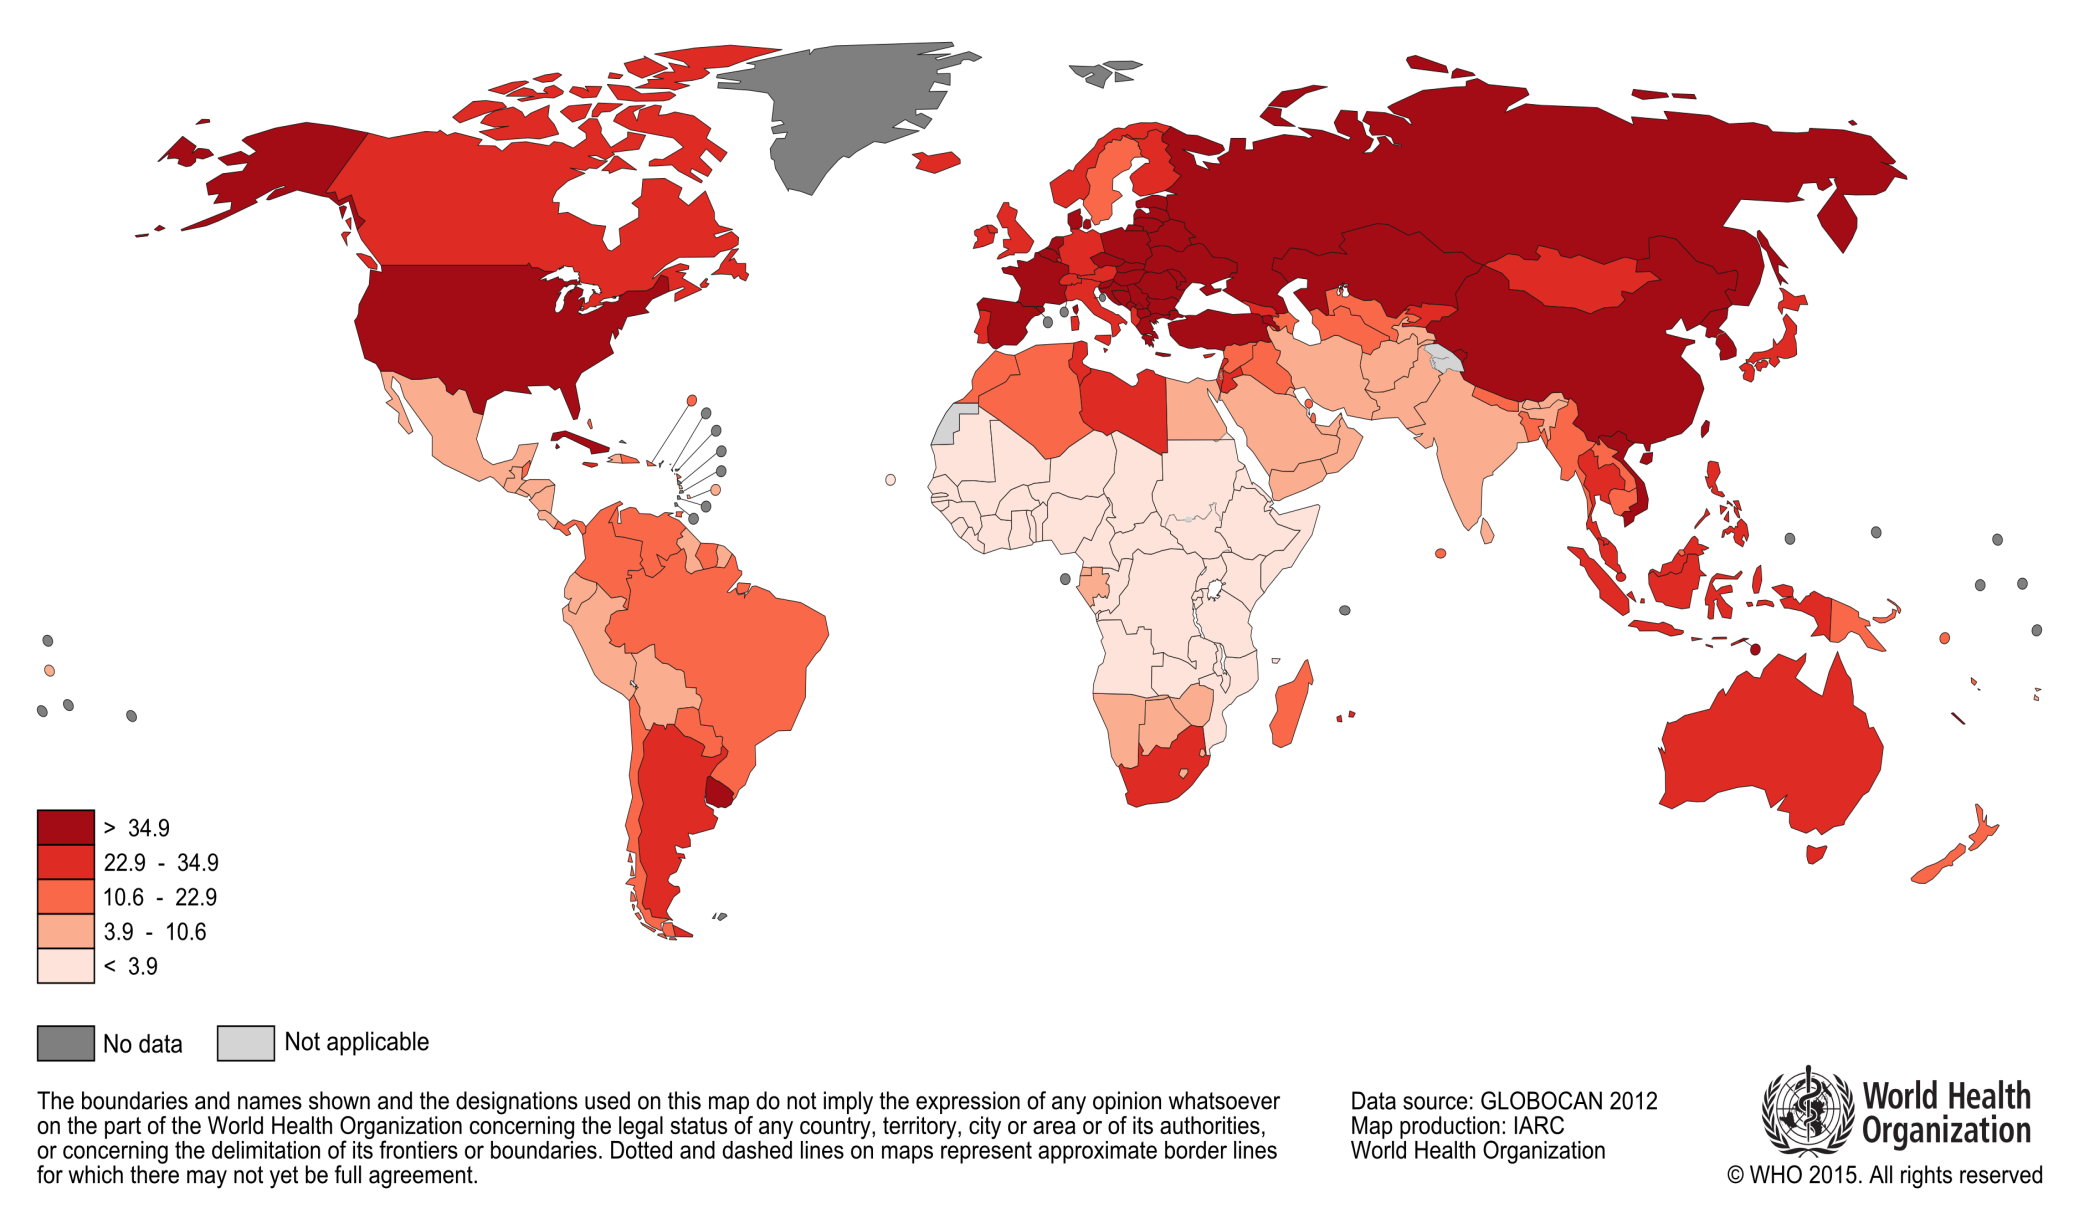 > 34.9
22.9 - 34.9
10.6 - 22.9
3.9 - 10.6
< 3.9
No data
Not applicable
The boundaries and names shown and the designations used on this map do not imply the expression of any opinion whatsoever
on the part of the World Health Organization concerning the legal status of any country, territory, city or area or of its authorities,
or concerning the delimitation of its frontiers or boundaries. Dotted and dashed lines on maps represent approximate border lines
for which there may not yet be full agreement.
Data source: GLOBOCAN 2012
Map production: IARC
World Health Organization
World Health
Organization
© WHO 2015. All rights reserved